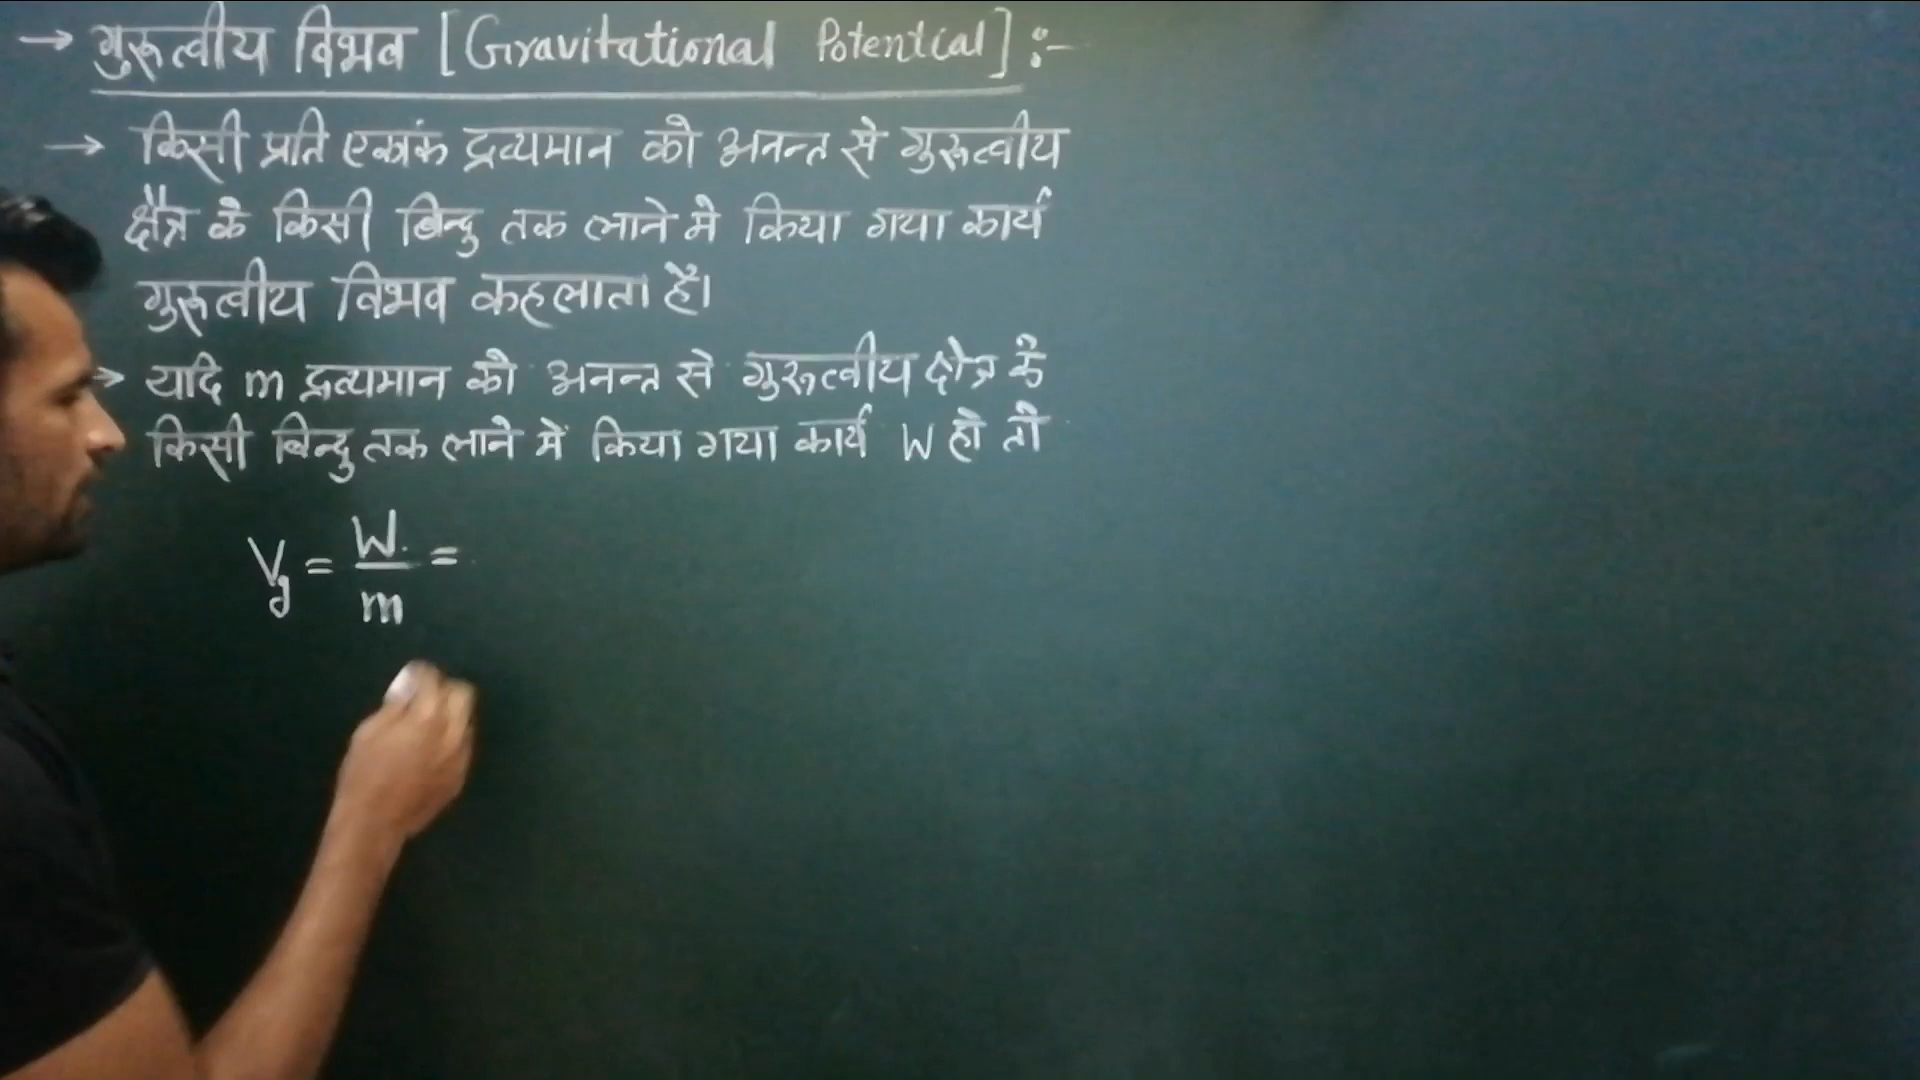 → गुरूत्वीय विभव [Gravitational Potential] :-
→ किसी प्रति एकांक द्रव्यमान को अनन्त से गुरूत्वीय
क्षैत्र के किसी बिन्दु तक लाने मे किया गया कार्य
गुरूत्वीय विभव कहलाता है।
→ यदि m द्रव्यमान को अनन्त से गुरूत्वीय क्षेत्र के
किसी बिन्दु तक लाने में किया गया कार्य W हो तो
Vg = W/m =